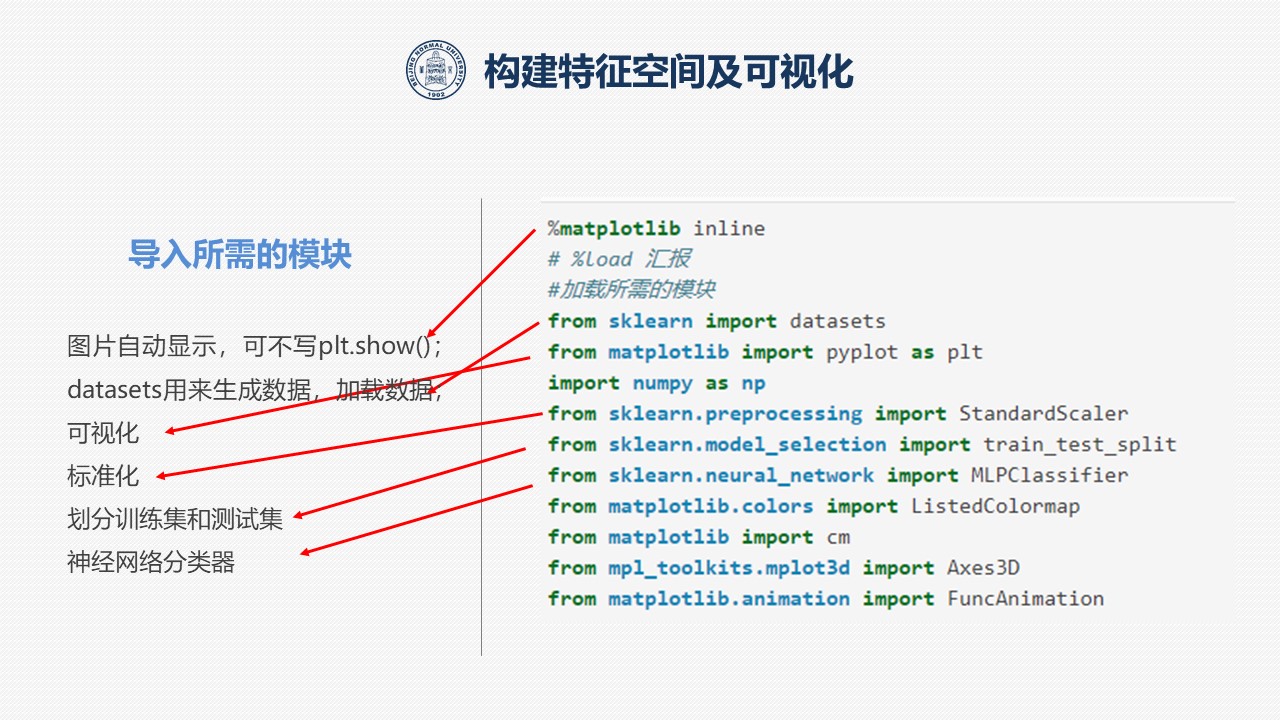 BEIJING NORMAL UNIVERSITY
1902
构建特征空间及可视化
导入所需的模块
图片自动显示，可不写plt.show()；
datasets用来生成数据，加载数据；
可视化
标准化
划分训练集和测试集
神经网络分类器
%matplotlib inline
# %load 汇报
#加载所需的模块
from sklearn import datasets
from matplotlib import pyplot as plt
import numpy as np
from sklearn.preprocessing import StandardScaler
from sklearn.model_selection import train_test_split
from sklearn.neural_network import MLPClassifier
from matplotlib.colors import ListedColormap
from matplotlib import cm
from mpl_toolkits.mplot3d import Axes3D
from matplotlib.animation import FuncAnimation